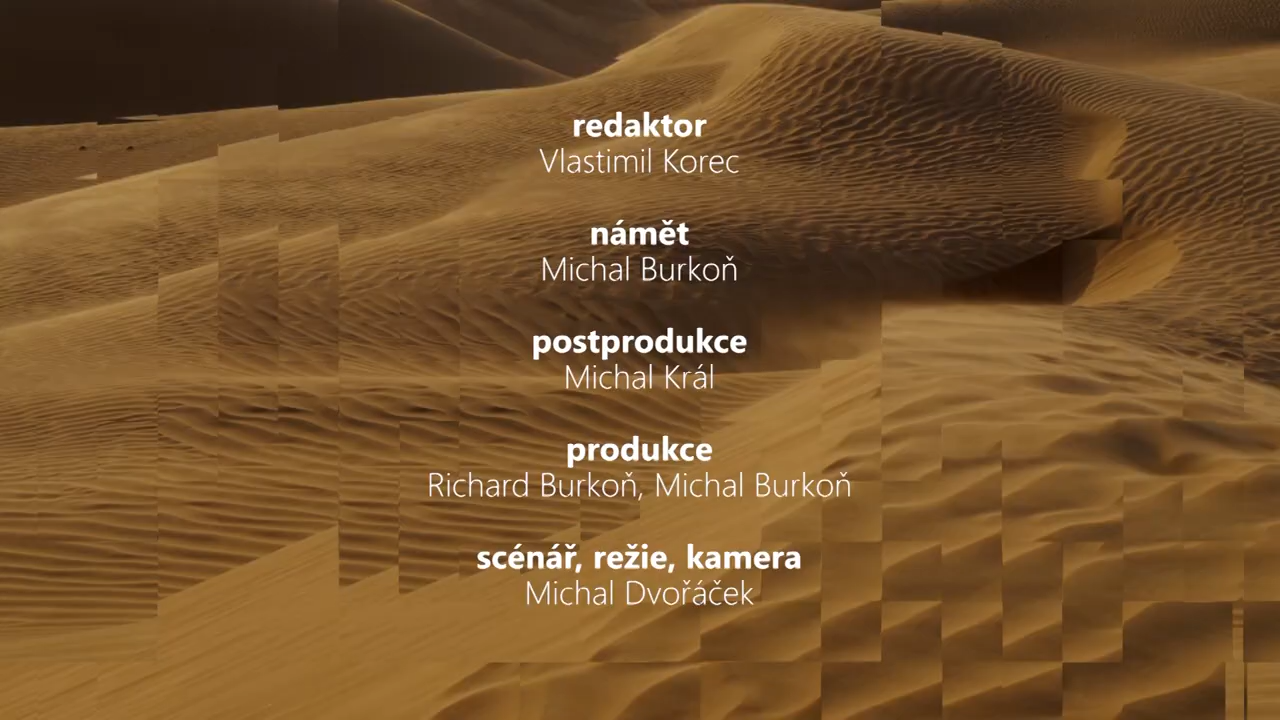 redaktor
Vlastimil Korec
námět
Michal Burkoň
postprodukce
Michal Král
produkce
Richard Burkoň, Michal Burkoň
scénář, režie, kamera
Michal Dvořáček